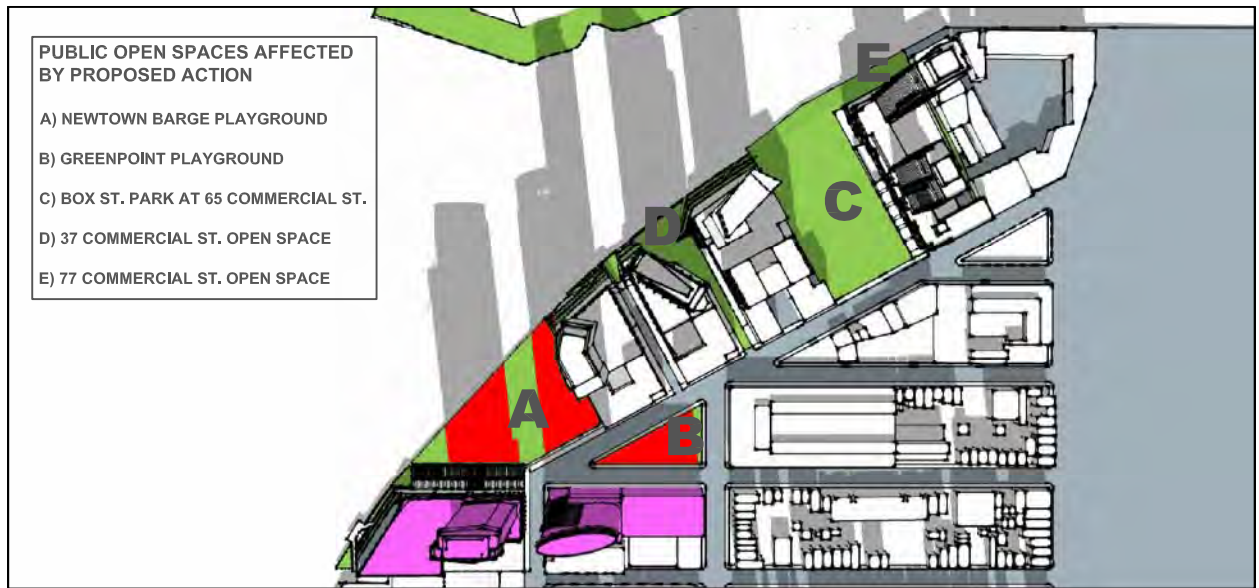 PUBLIC OPEN SPACES AFFECTED
BY PROPOSED ACTION
A) NEWTOWN BARGE PLAYGROUND
B) GREENPOINT PLAYGROUND
C) BOX ST. PARK AT 65 COMMERCIAL ST.
D) 37 COMMERCIAL ST. OPEN SPACE
E) 77 COMMERCIAL ST. OPEN SPACE
E
C
D
A
B